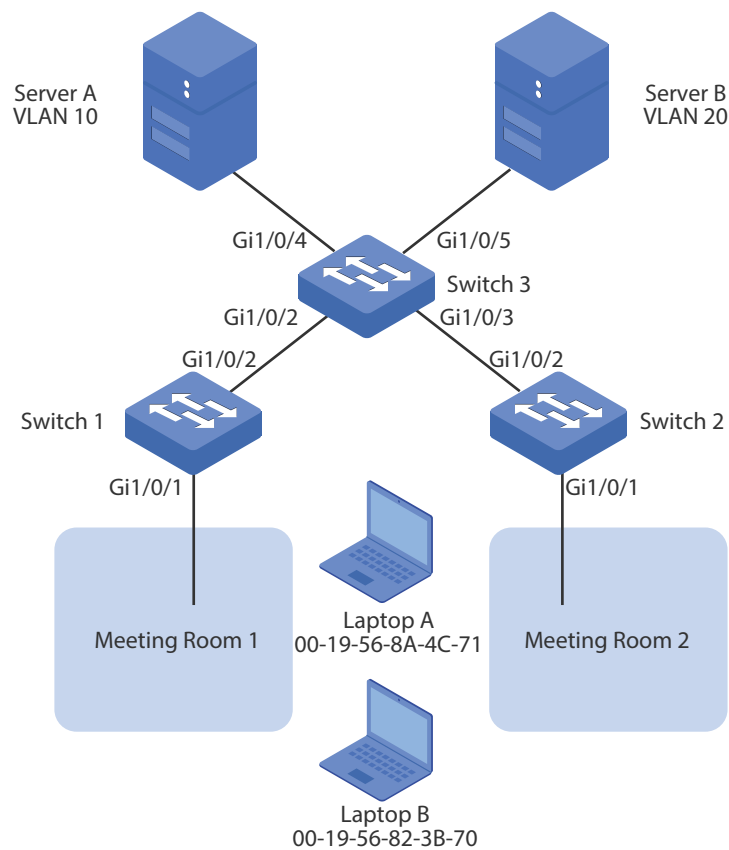 Server A
VLAN 10
Server B
VLAN 20
Gi1/0/4
Gi1/0/5
Switch 3
Gi1/0/2
Gi1/0/3
Gi1/0/2
Gi1/0/2
Switch 1
Switch 2
Gi1/0/1
Gi1/0/1
Laptop A
00-19-56-8A-4C-71
Meeting Room 1
Meeting Room 2
Laptop B
00-19-56-82-3B-70